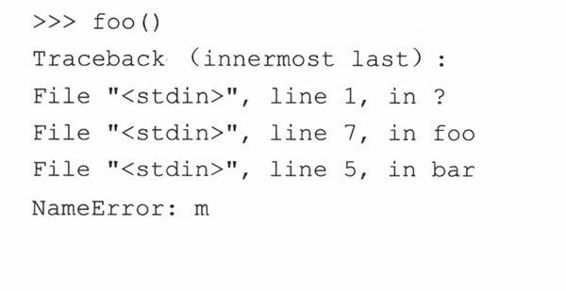 >>> foo()
Traceback (innermost last):
File "<stdin>", line 1, in ?
File "<stdin>", line 7, in foo
File "<stdin>", line 5, in bar
NameError: m